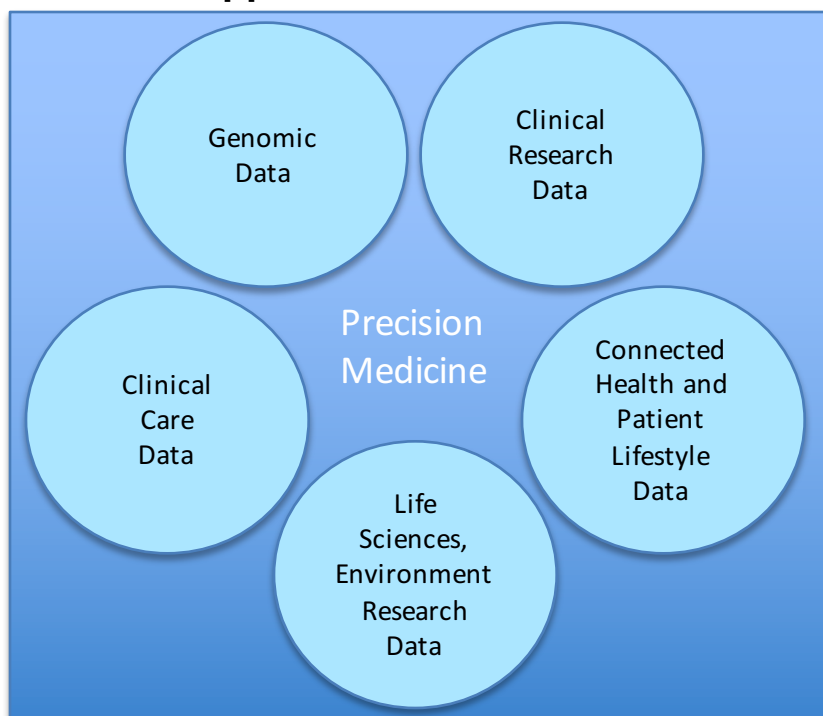 Genomic
Data
Clinical
Research
Data
Precision
Medicine
Clinical
Care
Data
Connected
Health and
Patient
Lifestyle
Data
Life
Sciences,
Environment
Research
Data